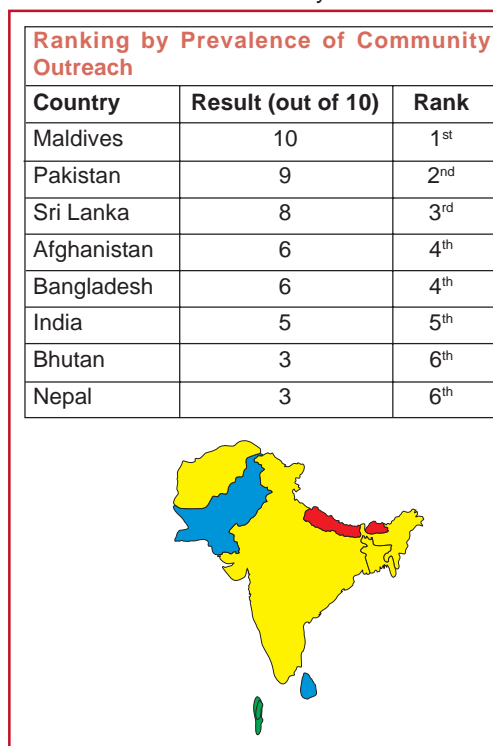 Ranking by Prevalence of Community
Outreach
Country Result (out of 10) Rank
Maldives 10 1st
Pakistan 9 2nd
Sri Lanka 8 3rd
Afghanistan 6 4th
Bangladesh 6 4th
India 5 5th
Bhutan 3 6th
Nepal 3 6th